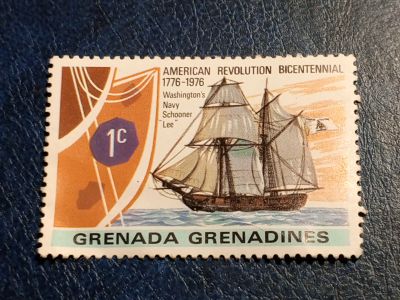 AMERICAN REVOLUTION BICENTENNIAL
1776-1976
Washington's
Navy
Schooner
"Lee"
1c
GRENADA GRENADINES